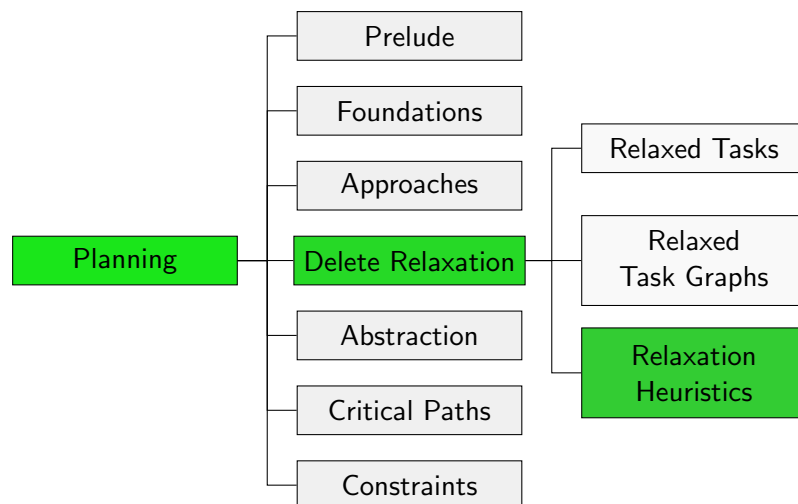 Prelude
Foundations
Approaches
Planning
Delete Relaxation
Abstraction
Critical Paths
Constraints
Relaxed Tasks
Relaxed
Task Graphs
Relaxation
Heuristics